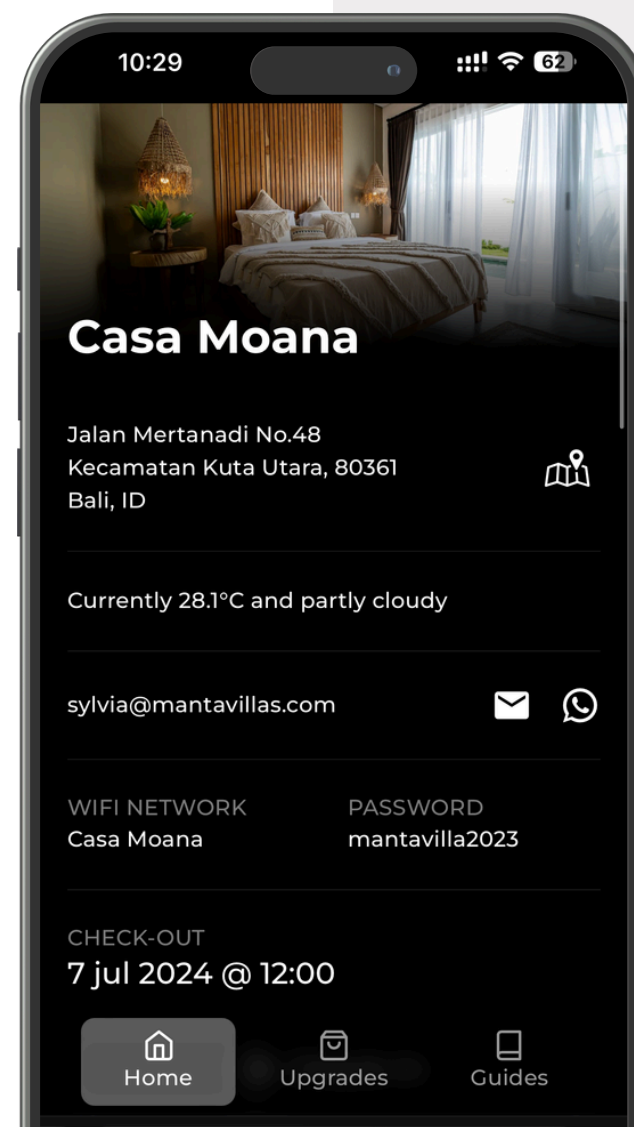 10:29
62
Casa Moana
Jalan Mertanadi No.48
Kecamatan Kuta Utara, 80361
Bali, ID
Currently 28.1°C and partly cloudy
sylvia@mantavillas.com
WIFI NETWORK PASSWORD
Casa Moana mantavilla2023
CHECK-OUT
7 jul 2024 @ 12:00
Home Upgrades Guides